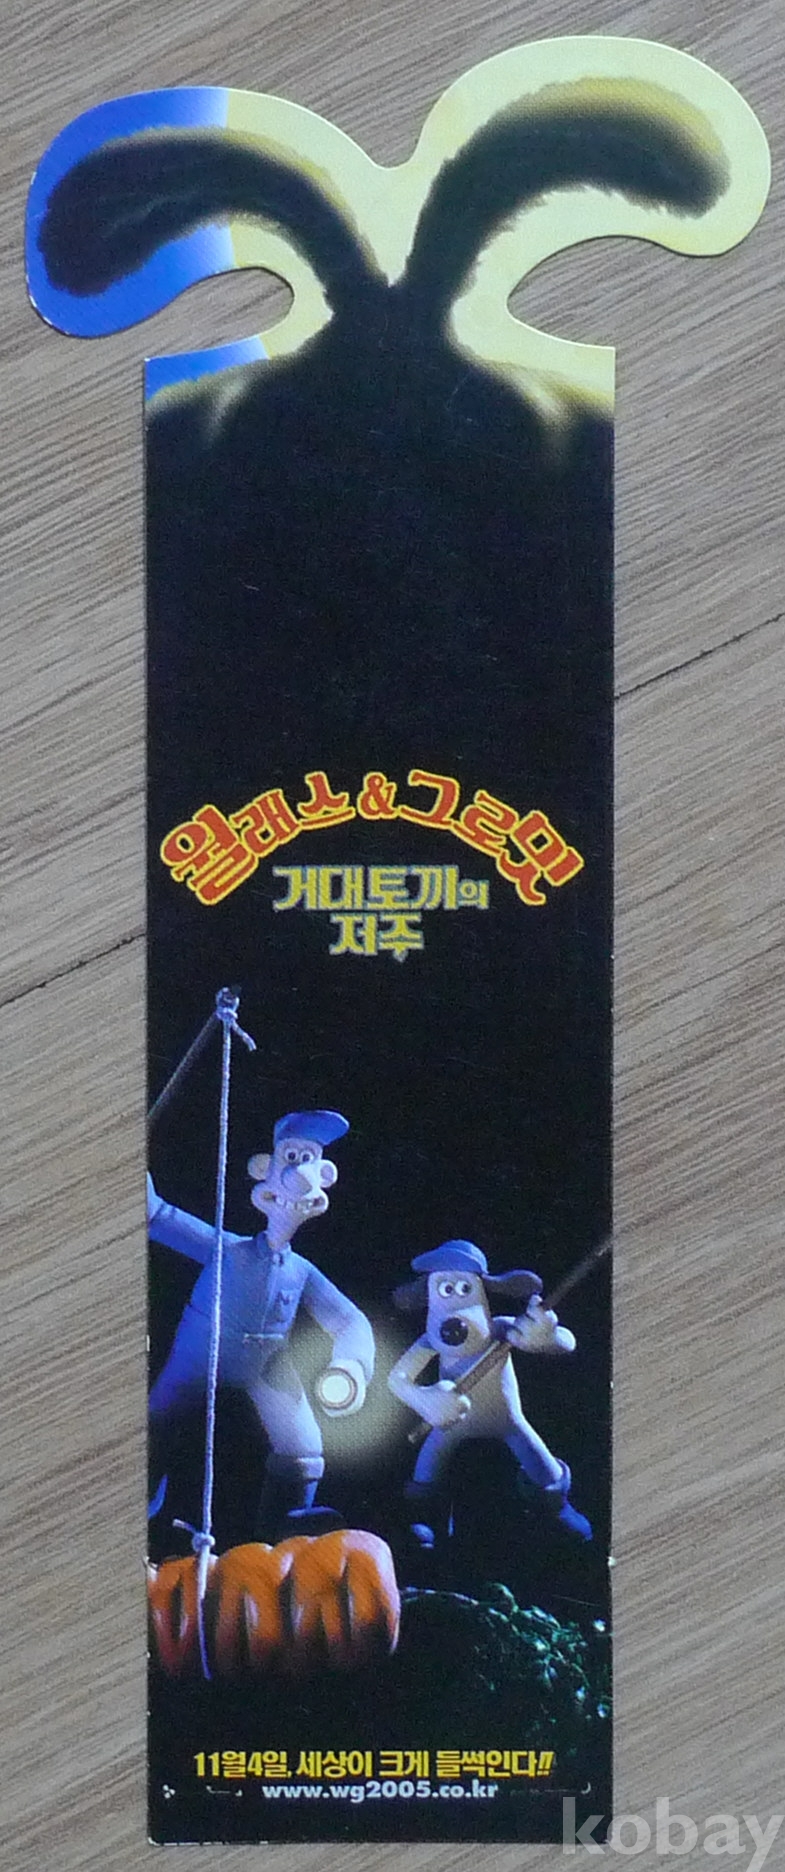 월래스&그로밋
거대토끼의
저주
11월4일, 세상이 크게 들썩인다!!
www.wg2005.co.kr
kobay